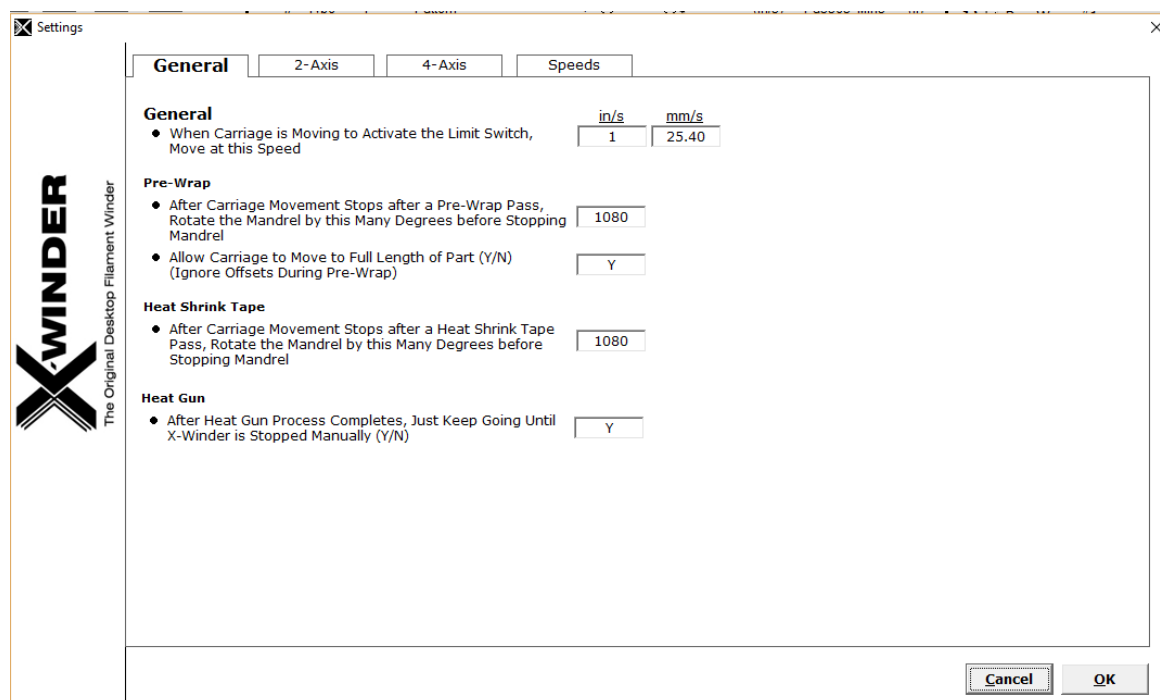 Settings
General
2-Axis
4-Axis
Speeds
General
in/s
mm/s
When Carriage is Moving to Activate the Limit Switch,
Move at this Speed
1
25.40
Pre-Wrap
After Carriage Movement Stops after a Pre-Wrap Pass,
Rotate the Mandrel by this Many Degrees before Stopping
Mandrel
1080
Allow Carriage to Move to Full Length of Part (Y/N)
(Ignore Offsets During Pre-Wrap)
Y
Heat Shrink Tape
After Carriage Movement Stops after a Heat Shrink Tape
Pass, Rotate the Mandrel by this Many Degrees before
Stopping Mandrel
1080
Heat Gun
After Heat Gun Process Completes, Just Keep Going Until
X-Winder is Stopped Manually (Y/N)
Y
X-WINDER
The Original Desktop Filament Winder
Cancel
OK